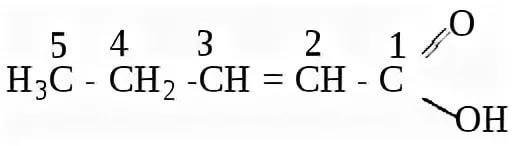 O
5 4 3 2 1
H₃C - CH₂ -CH = CH - C
OH